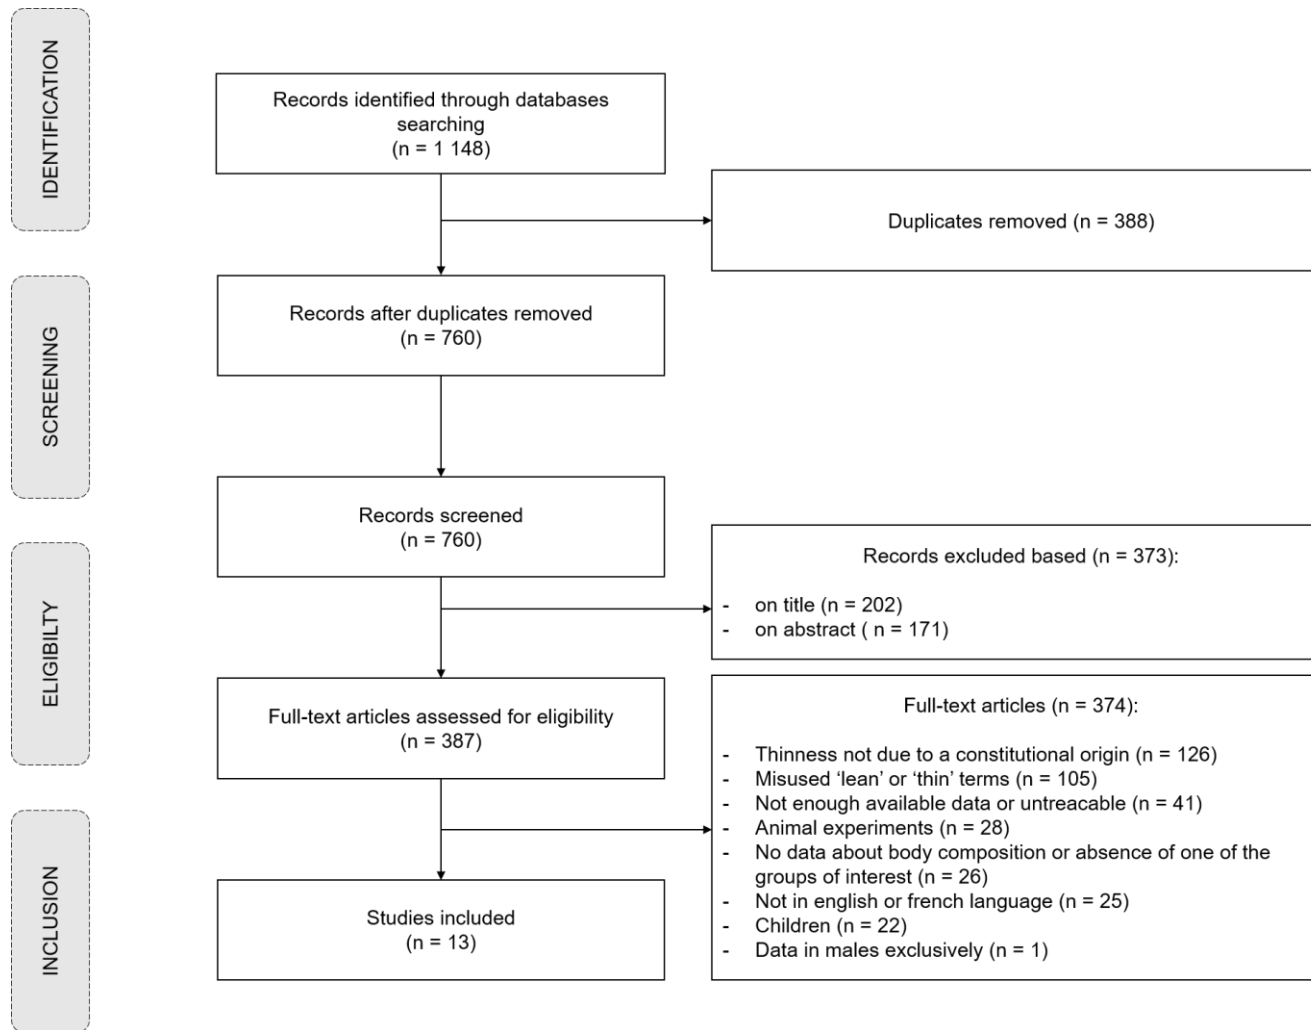 IDENTIFICATION
Records identified through databases
searching
(n = 1 148)
Duplicates removed (n = 388)
SCREENING
Records after duplicates removed
(n = 760)
Records screened
(n = 760)
ELIGIBILTY
Records excluded based (n = 373):
- on title (n = 202)
- on abstract ( n = 171)
Full-text articles assessed for eligibility
(n = 387)
Full-text articles (n = 374):
- Thinness not due to a constitutional origin (n = 126)
- Misused ‘lean’ or ‘thin’ terms (n = 105)
- Not enough available data or untreacable (n = 41)
- Animal experiments (n = 28)
- No data about body composition or absence of one of the
groups of interest (n = 26)
- Not in english or french language (n = 25)
- Children (n = 22)
- Data in males exclusively (n = 1)
INCLUSION
Studies included
(n = 13)